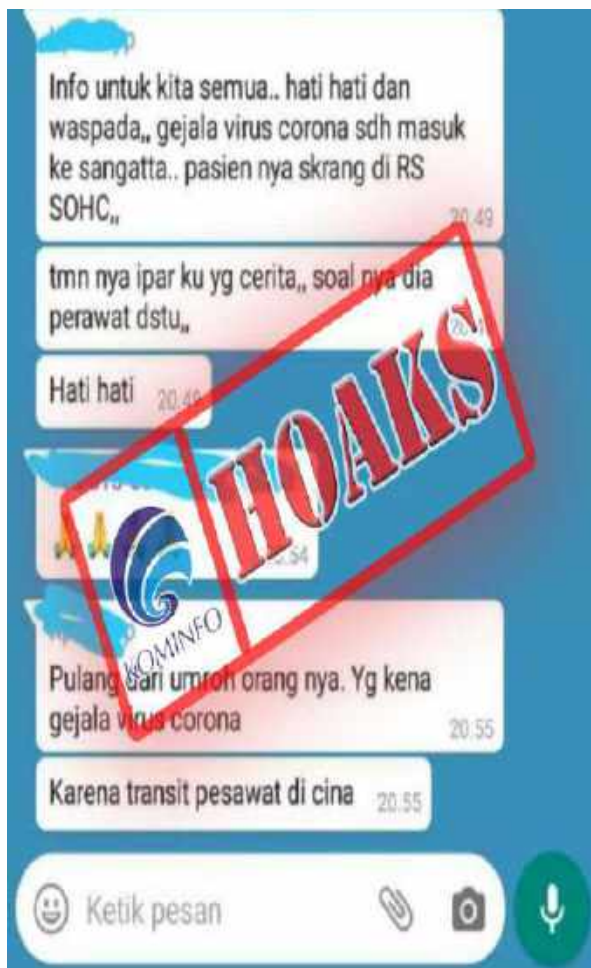 Info untuk kita semua.. hati hati dan
waspada,, gejala virus corona sdh masuk
ke sangatta.. pasien nya skrang di RS
SOHC,,
20.49
tmn nya ipar ku yg cerita,, soal nya dia
perawat dstu,,
Hati hati
HOAKS
KOMINFO
Pulang dari umroh orang nya. Yg kena
gejala virus corona
20.55
Karena transit pesawat di cina
20.55
Ketik pesan